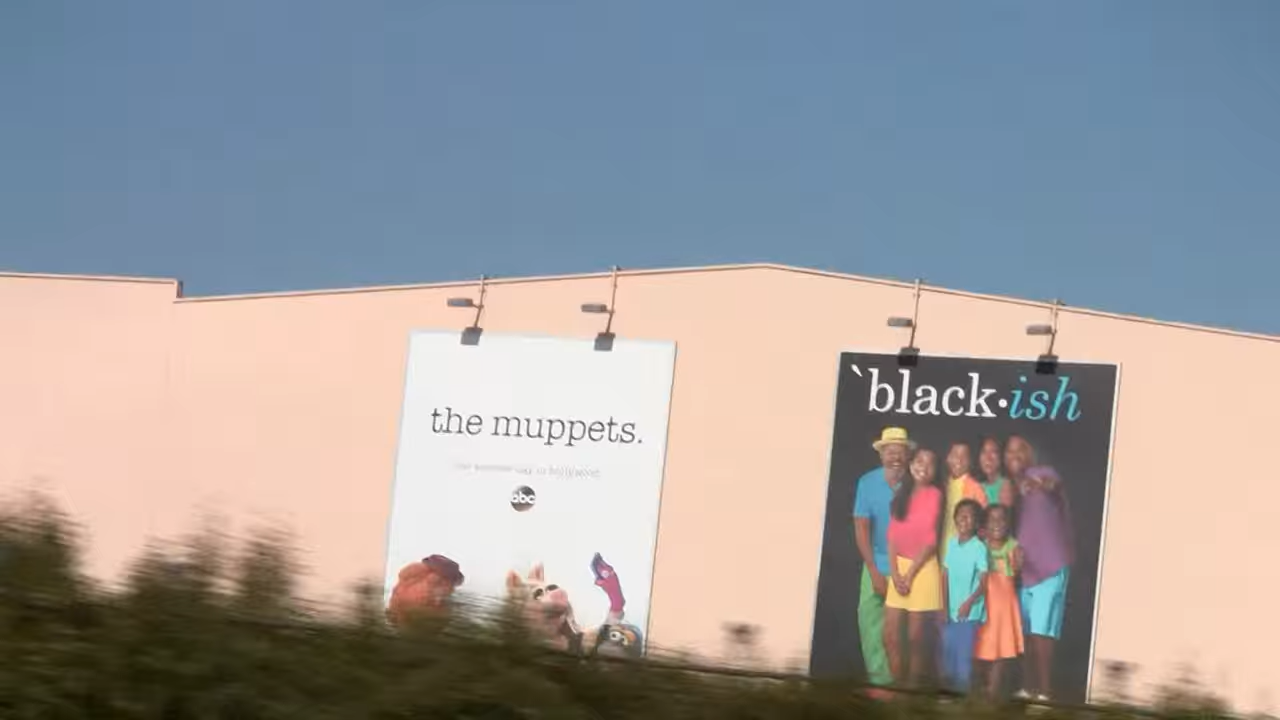 the muppets.
abc
`black·ish